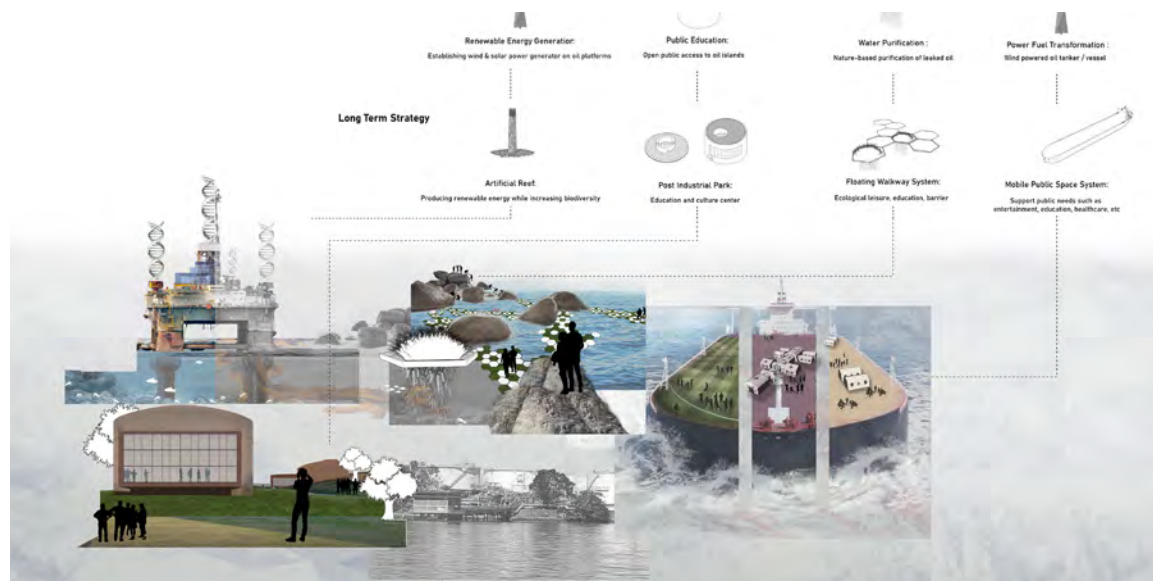 Renewable Energy Generation:
Establishing wind & solar power generator on oil platforms
Public Education:
Open public access to oil islands
Water Purification :
Nature-based purification of leaked oil
Power Fuel Transformation :
Wind powered oil tanker / vessel
Long Term Strategy
Artificial Reef:
Producing renewable energy while increasing biodiversity
Post Industrial Park:
Education and culture center
Floating Walkway System:
Ecological leisure, education, barrier
Mobile Public Space System:
Support public needs such as
entertainment, education, healthcare, etc